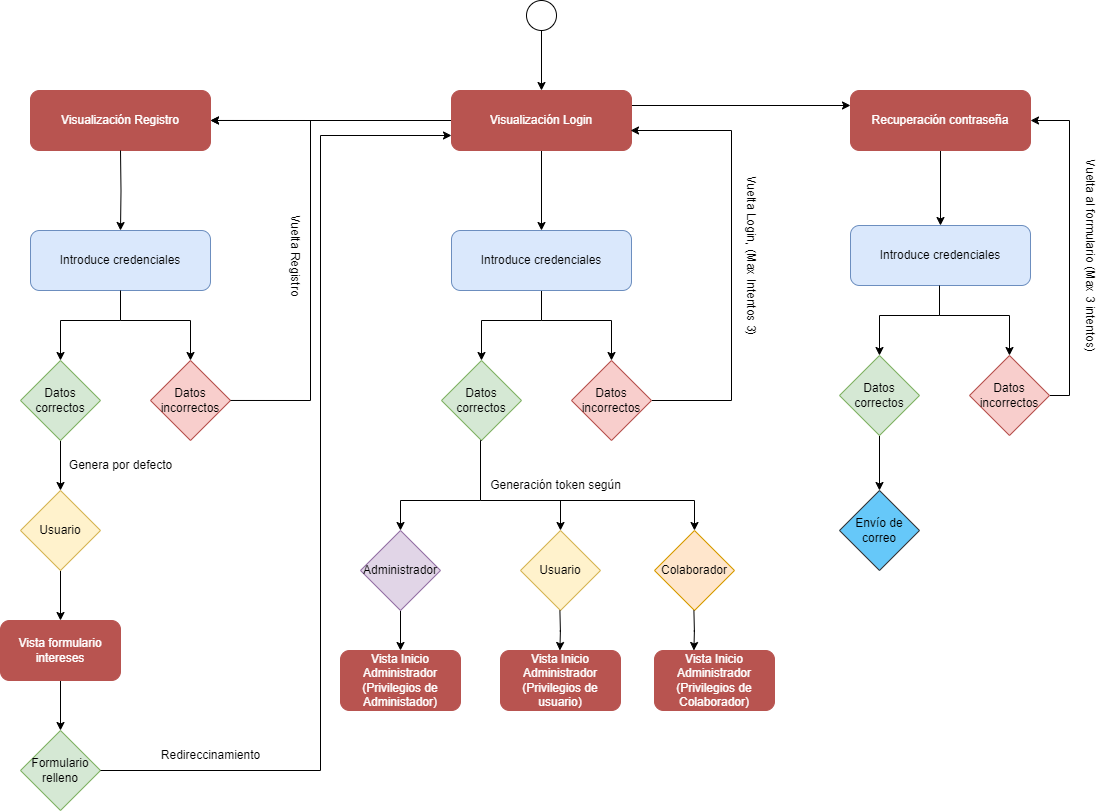 Visualización Registro
Visualización Login
Recuperación contraseña
Vuelta Registro
Vuelta Login, (Max Intentos 3)
Vuelta al formulario (Max 3 intentos)
Introduce credenciales
Introduce credenciales
Introduce credenciales
Datos
correctos
Datos
incorrectos
Datos
correctos
Datos
incorrectos
Datos
correctos
Datos
incorrectos
Genera por defecto
Generación token según
Usuario
Envío de
correo
Administrador
Usuario
Colaborador
Vista formulario
intereses
Vista Inicio
Administrador
(Privilegios de
Administador)
Vista Inicio
Administrador
(Privilegios de
usuario)
Vista Inicio
Administrador
(Privilegios de
Colaborador)
Formulario
relleno
Redireccinamiento